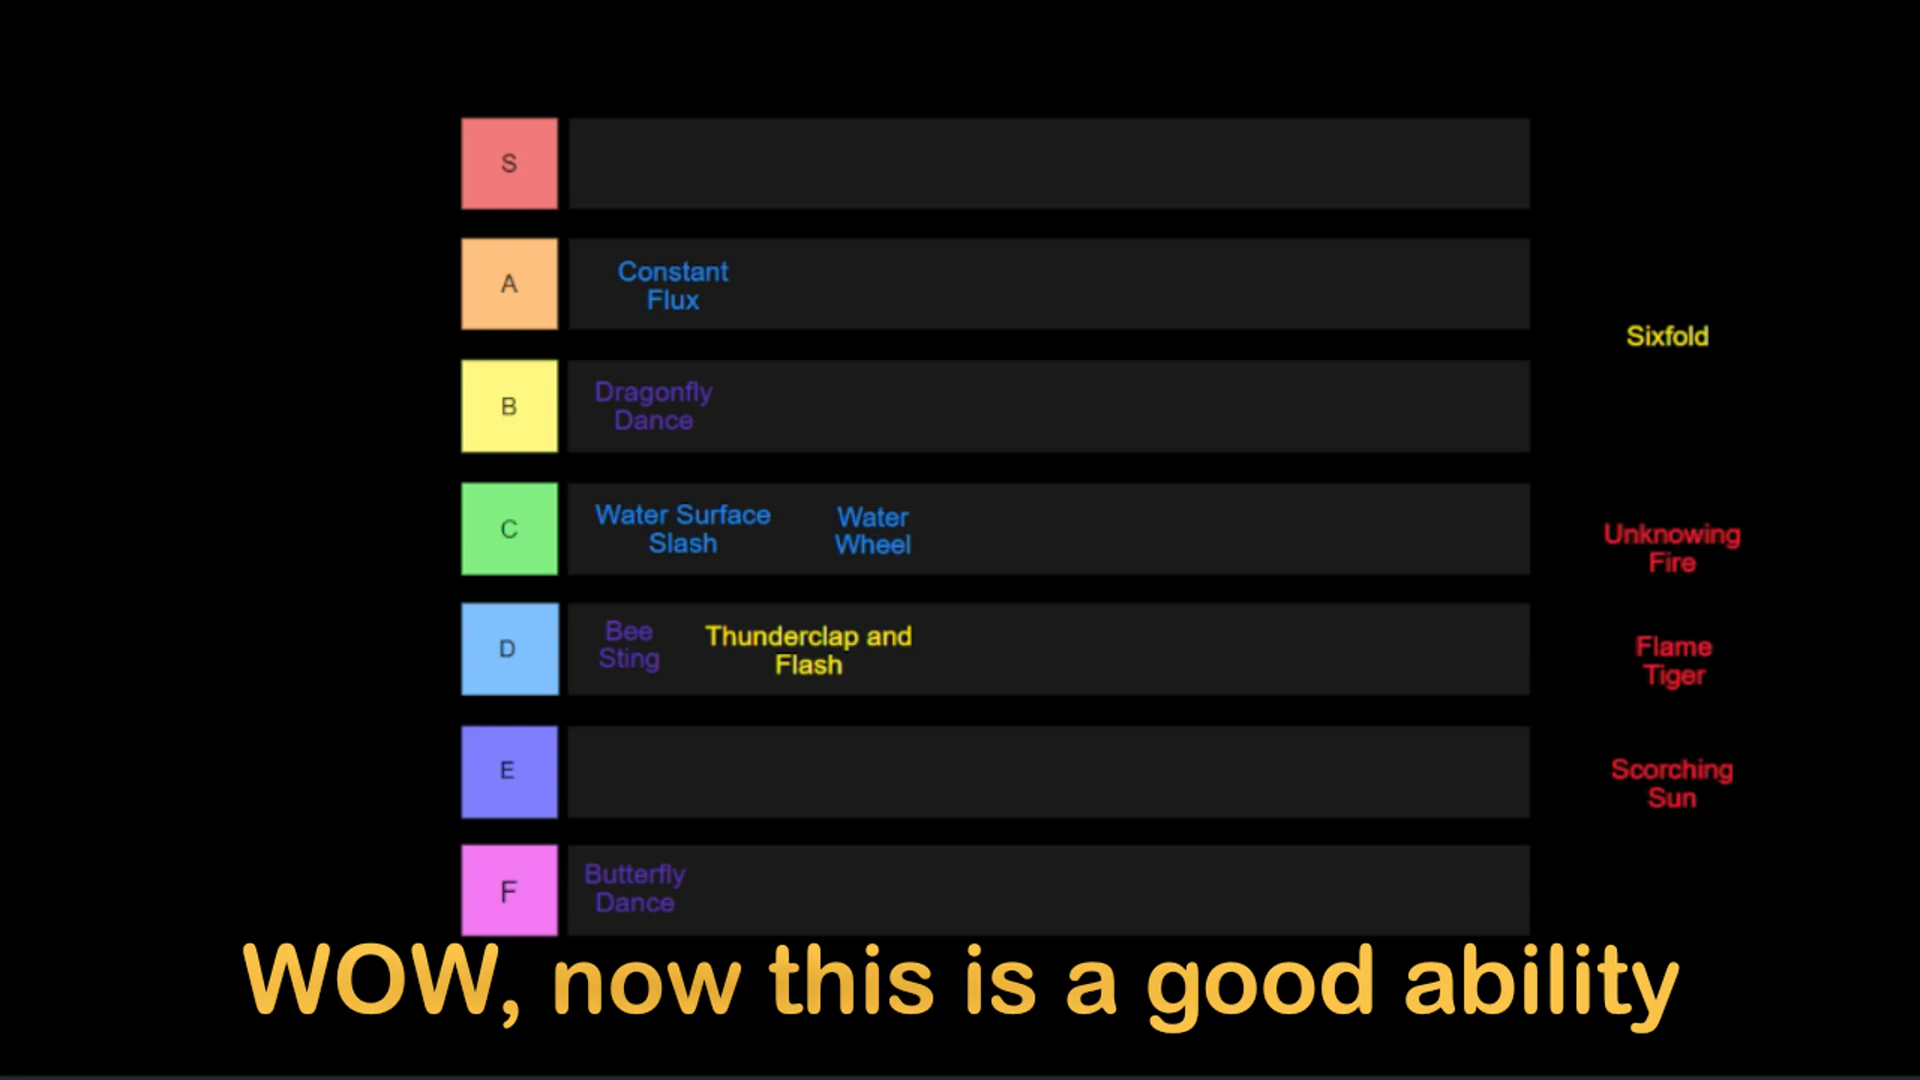 S
A
Constant
Flux
Sixfold
B
Dragonfly
Dance
C
Water Surface
Slash
Water
Wheel
Unknowing
Fire
D
Bee
Sting
Thunderclap and
Flash
Flame
Tiger
E
Scorching
Sun
F
Butterfly
Dance
WOW, now this is a good ability